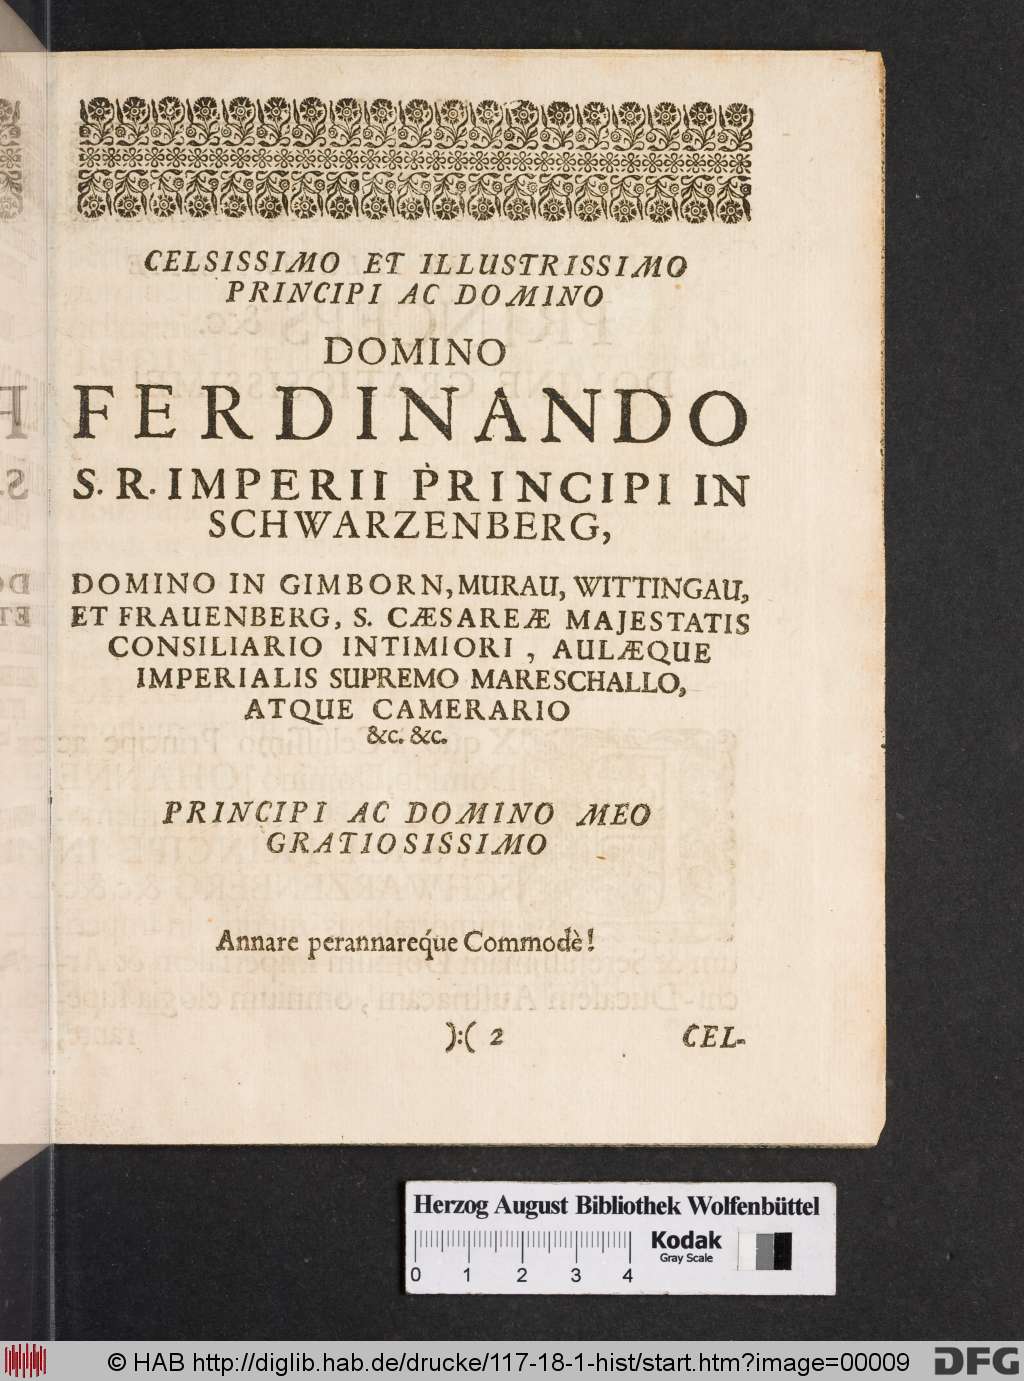 CELSISSIMO ET ILLUSTRISSIMO
PRINCIPI AC DOMINO
DOMINO
FERDINANDO
S. R. IMPERII PRINCIPI IN
SCHWARZENBERG,
DOMINO IN GIMBORN, MURAU, WITTINGAU,
ET FRAUENBERG, S. CÆSAREÆ MAJESTATIS
CONSILIARIO INTIMIORI, AULÆQUE
IMPERIALIS SUPREMO MARESCHALLO,
ATQUE CAMERARIO
&c. &c.
PRINCIPI AC DOMINO MEO
GRATIOSISSIMO
Annare perannareq́ue Commodè!
):( 2 CEL-
Herzog August Bibliothek Wolfenbüttel
Kodak
Gray Scale
0 1 2 3 4
© HAB http://diglib.hab.de/drucke/117-18-1-hist/start.htm?image=00009
DFG